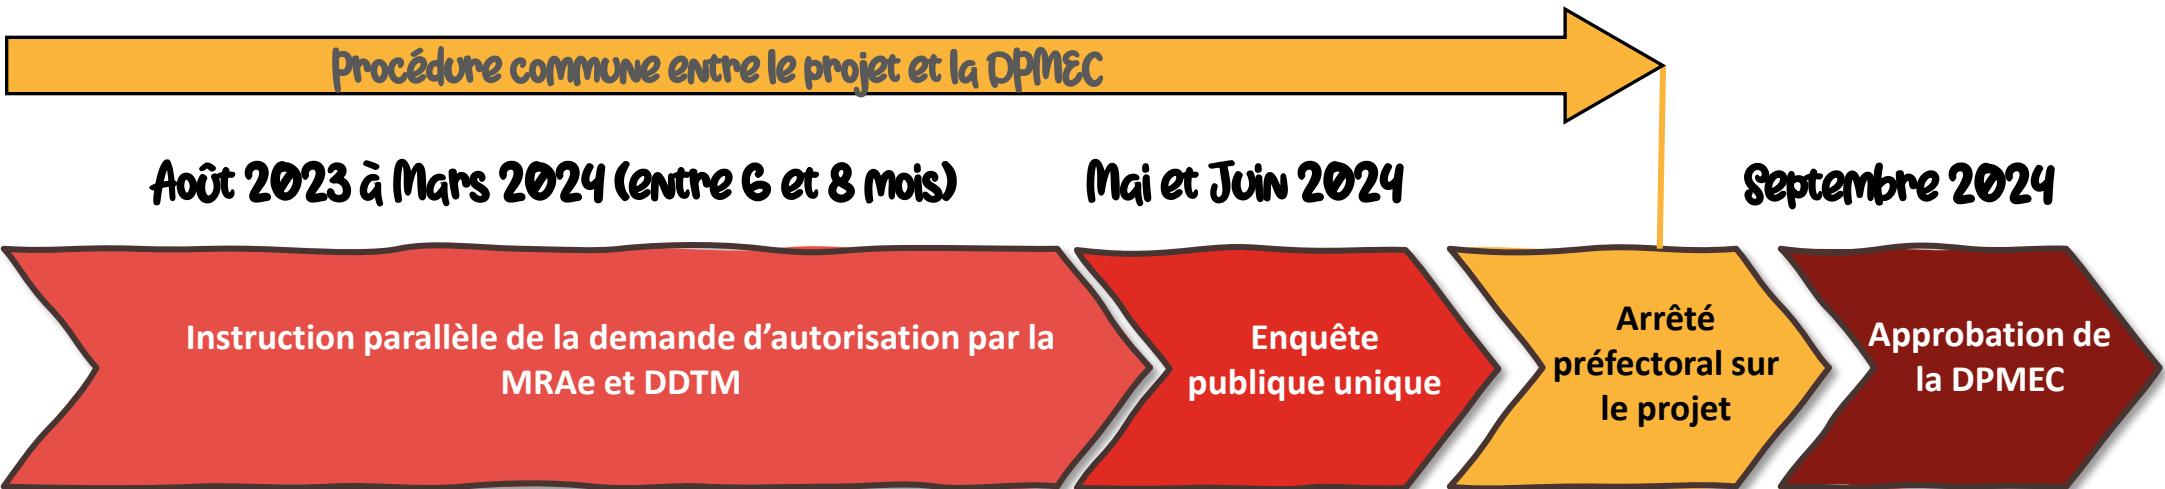 Procédure commune entre le projet et la DPMEC
Août 2023 à Mars 2024 (entre 6 et 8 mois)
Mai et Juin 2024
Septembre 2024
Instruction parallèle de la demande d'autorisation par la
MRAe et DDTM
Enquête
publique unique
Arrêté
préfectoral sur
le projet
Approbation de
la DPMEC